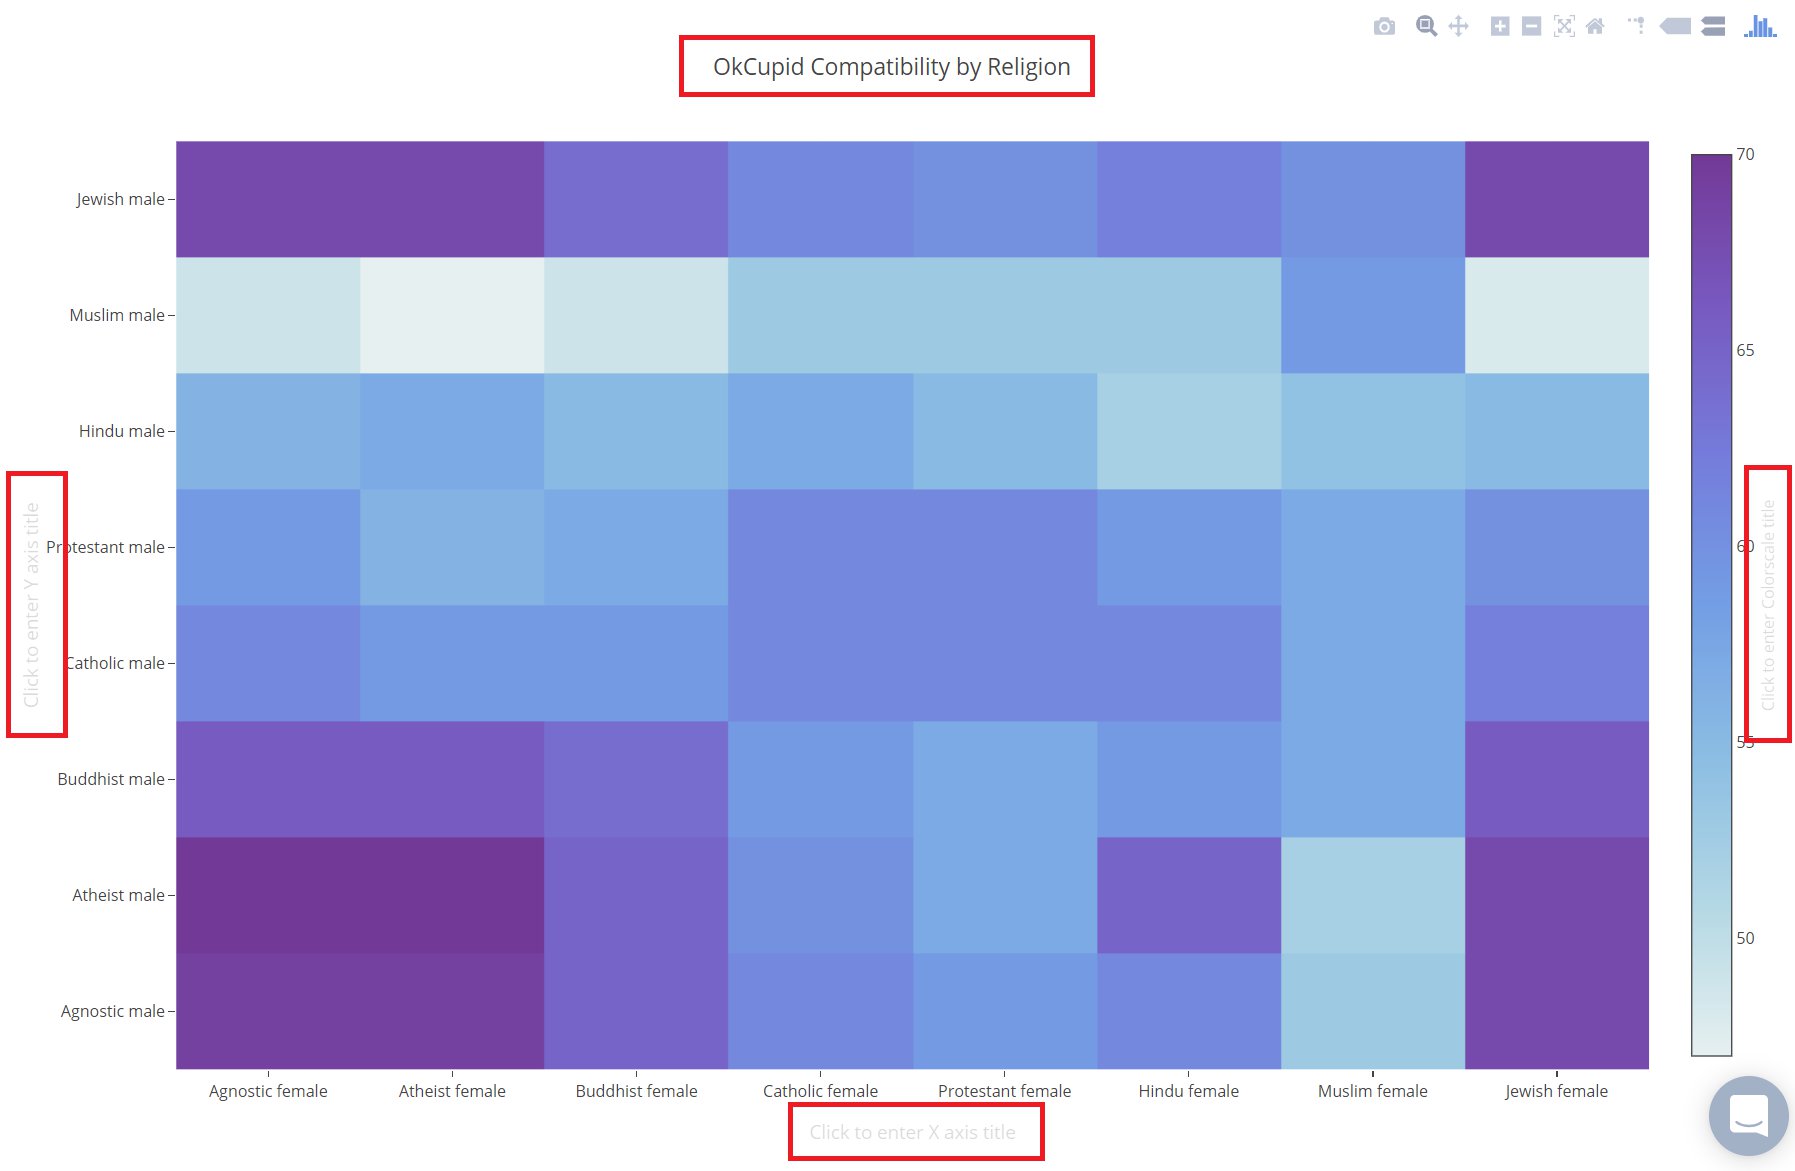 OkCupid Compatibility by Religion
70
Jewish male
Muslim male
65
Hindu male
Click to enter Y axis title
Protestant male
60
Click to enter Colorscale title
Catholic male
55
Buddhist male
Atheist male
50
Agnostic male
Agnostic female
Atheist female
Buddhist female
Catholic female
Protestant female
Hindu female
Muslim female
Jewish female
Click to enter X axis title